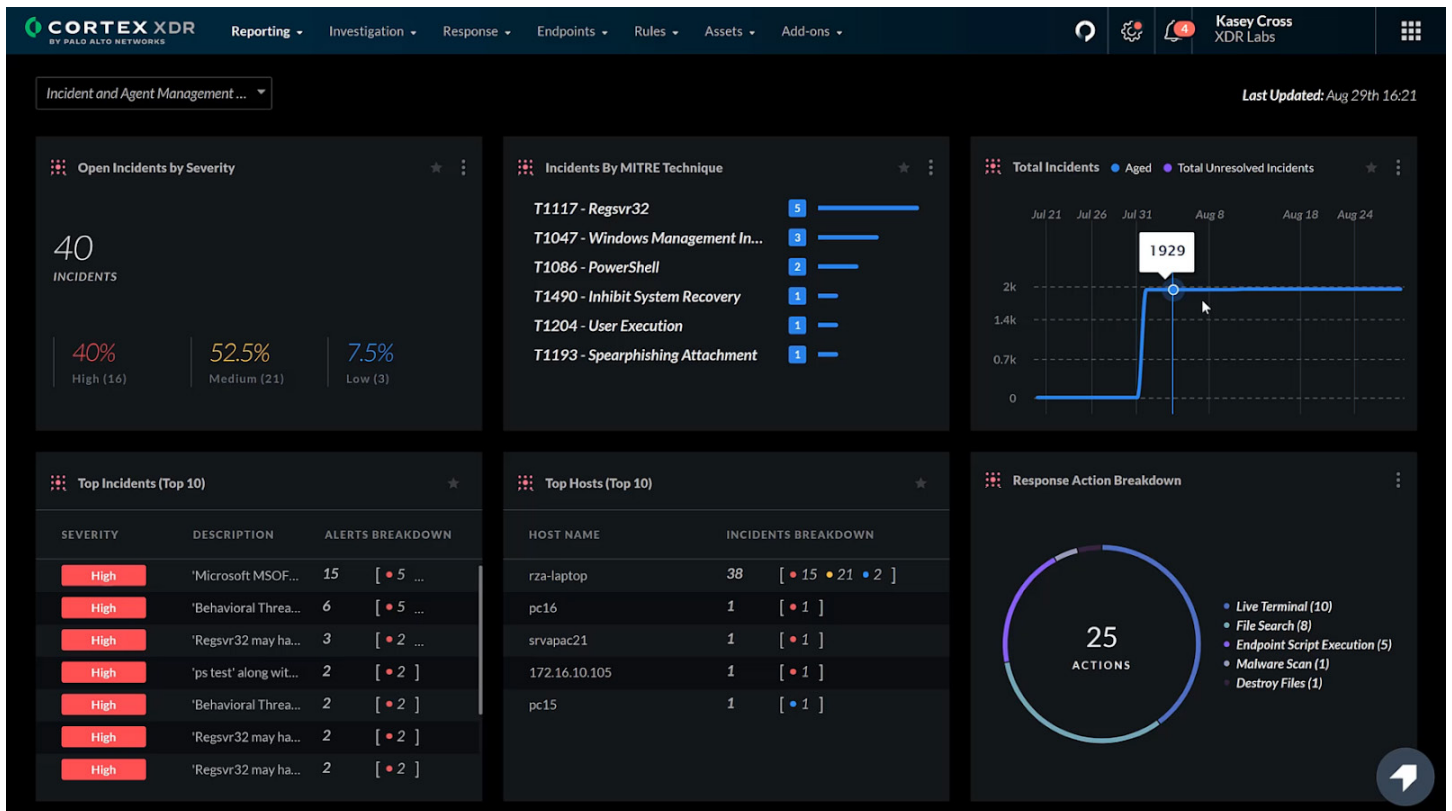 CORTEX XDR
BY PALO ALTO NETWORKS
Reporting
Investigation
Response
Endpoints
Rules
Assets
Add-ons
4
Kasey Cross
XDR Labs
Incident and Agent Management ...
Last Updated: Aug 29th 16:21
Open Incidents by Severity
40
INCIDENTS
40%
High (16)
52.5%
Medium (21)
7.5%
Low (3)
Incidents By MITRE Technique
T1117 - Regsvr32 5
T1047 - Windows Management In... 3
T1086 - PowerShell 2
T1490 - Inhibit System Recovery 1
T1204 - User Execution 1
T1193 - Spearphishing Attachment 1
Total Incidents Aged Total Unresolved Incidents
Jul 21 Jul 26 Jul 31 Aug 8 Aug 18 Aug 24
1929
2k
1.4k
0.7k
0
Top Incidents (Top 10)
SEVERITY DESCRIPTION ALERTS BREAKDOWN
High 'Microsoft MSOF... 15 [ • 5 ...
High 'Behavioral Threa... 6 [ • 5 ...
High 'Regsvr32 may ha... 3 [ • 2 ...
High 'ps test' along wit... 2 [ • 2 ]
High 'Behavioral Threa... 2 [ • 2 ]
High 'Regsvr32 may ha... 2 [ • 2 ]
High 'Regsvr32 may ha... 2 [ • 2 ]
Top Hosts (Top 10)
HOST NAME INCIDENTS BREAKDOWN
rza-laptop 38 [ • 15 • 21 • 2 ]
pc16 1 [ • 1 ]
srvapac21 1 [ • 1 ]
172.16.10.105 1 [ • 1 ]
pc15 1 [ • 1 ]
Response Action Breakdown
25
ACTIONS
Live Terminal (10)
File Search (8)
Endpoint Script Execution (5)
Malware Scan (1)
Destroy Files (1)